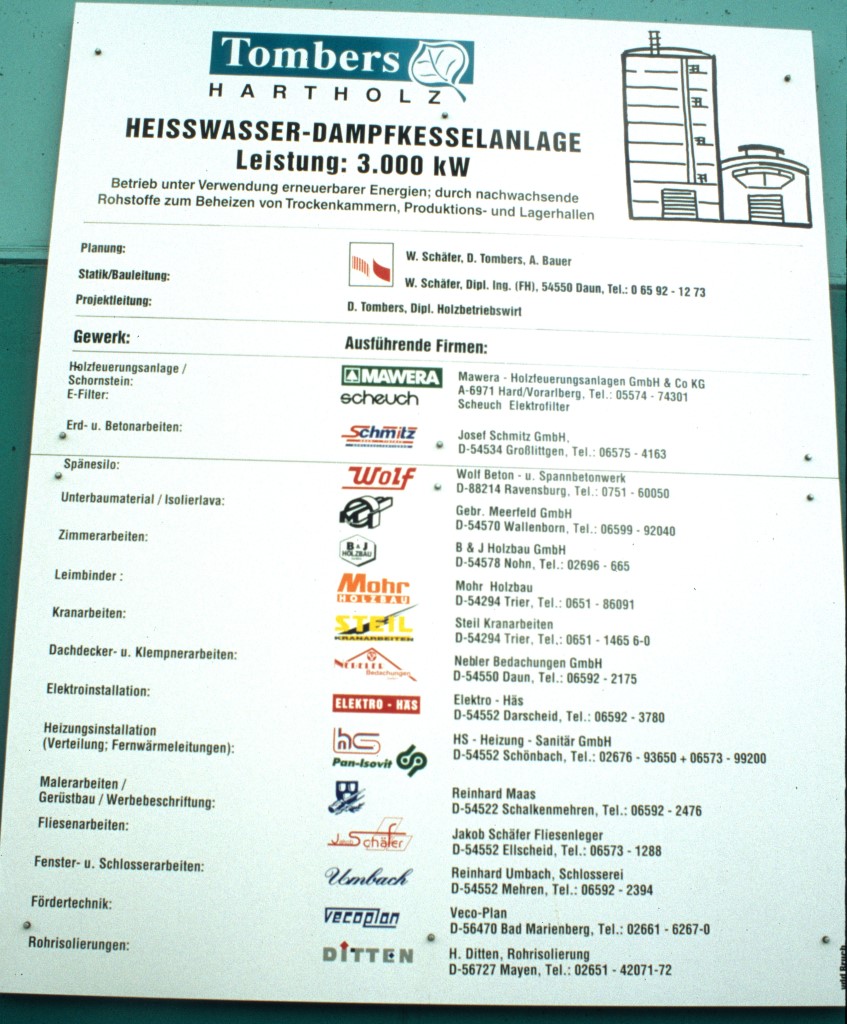 Tombers
HARTHOLZ
HEISSWASSER-DAMPFKESSELANLAGE
Leistung: 3.000 kW
Betrieb unter Verwendung erneuerbarer Energien; durch nachwachsende
Rohstoffe zum Beheizen von Trockenkammern, Produktions- und Lagerhallen
Planung: W. Schäfer, D. Tombers, A. Bauer
Statik/Bauleitung: W. Schäfer, Dipl. Ing. (FH), 54550 Daun, Tel.: 0 65 92 - 12 73
Projektleitung: D. Tombers, Dipl. Holzbetriebswirt
Gewerk: Ausführende Firmen:
Holzfeuerungsanlage / MAWERA Mawera - Holzfeuerungsanlagen GmbH & Co KG
Schornstein: A-6971 Hard/Vorarlberg, Tel.: 05574 - 74301
E-Filter: scheuch Scheuch Elektrofilter
Erd- u. Betonarbeiten: Schmitz Josef Schmitz GmbH,
D-54534 Großlittgen, Tel.: 06575 - 4163
Spänesilo: Wolf Wolf Beton - u. Spannbetonwerk
D-88214 Ravensburg, Tel.: 0751 - 60050
Unterbaumaterial / Isolierlava: Gebr. Meerfeld GmbH
D-54570 Wallenborn, Tel.: 06599 - 92040
Zimmerarbeiten: B & J HOLZBAU B & J Holzbau GmbH
D-54578 Nohn, Tel.: 02696 - 665
Leimbinder : Mohr HOLZBAU Mohr Holzbau
D-54294 Trier, Tel.: 0651 - 86091
Kranarbeiten: STEIL KRANARBEITEN Steil Kranarbeiten
D-54294 Trier, Tel.: 0651 - 1465 6-0
Dachdecker- u. Klempnerarbeiten: Bedachungen Nebler Bedachungen GmbH
D-54550 Daun, Tel.: 06592 - 2175
Elektroinstallation: ELEKTRO - HÄS Elektro - Häs
D-54552 Darscheid, Tel.: 06592 - 3780
Heizungsinstallation hs HS - Heizung - Sanitär GmbH
(Verteilung; Fernwärmeleitungen): Pan-Isovit D-54552 Schönbach, Tel.: 02676 - 93650 + 06573 - 99200
Malerarbeiten / Reinhard Maas
Gerüstbau / Werbebeschriftung: D-54522 Schalkenmehren, Tel.: 06592 - 2476
Fliesenarbeiten: Jakob Schäfer Jakob Schäfer Fliesenleger
D-54552 Ellscheid, Tel.: 06573 - 1288
Fenster- u. Schlosserarbeiten: Umbach Reinhard Umbach, Schlosserei
D-54552 Mehren, Tel.: 06592 - 2394
Fördertechnik: vecoplan Veco-Plan
D-56470 Bad Marienberg, Tel.: 02661 - 6267-0
Rohrisolierungen: DITTEN H. Ditten, Rohrisolierung
D-56727 Mayen, Tel.: 02651 - 42071-72